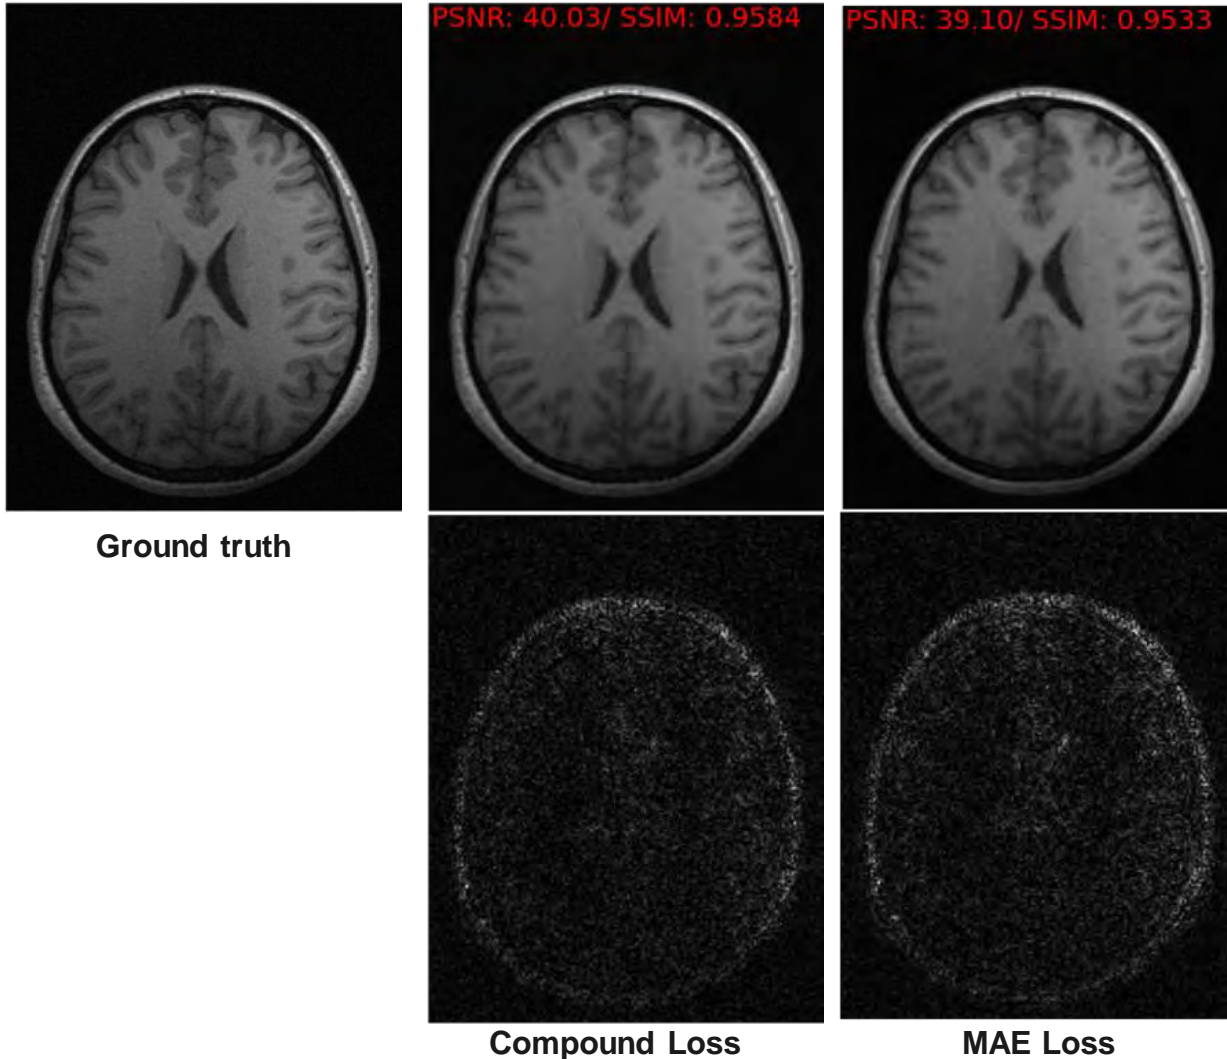 PSNR: 40.03/ SSIM: 0.9584
PSNR: 39.10/ SSIM: 0.9533
Ground truth
Compound Loss
MAE Loss